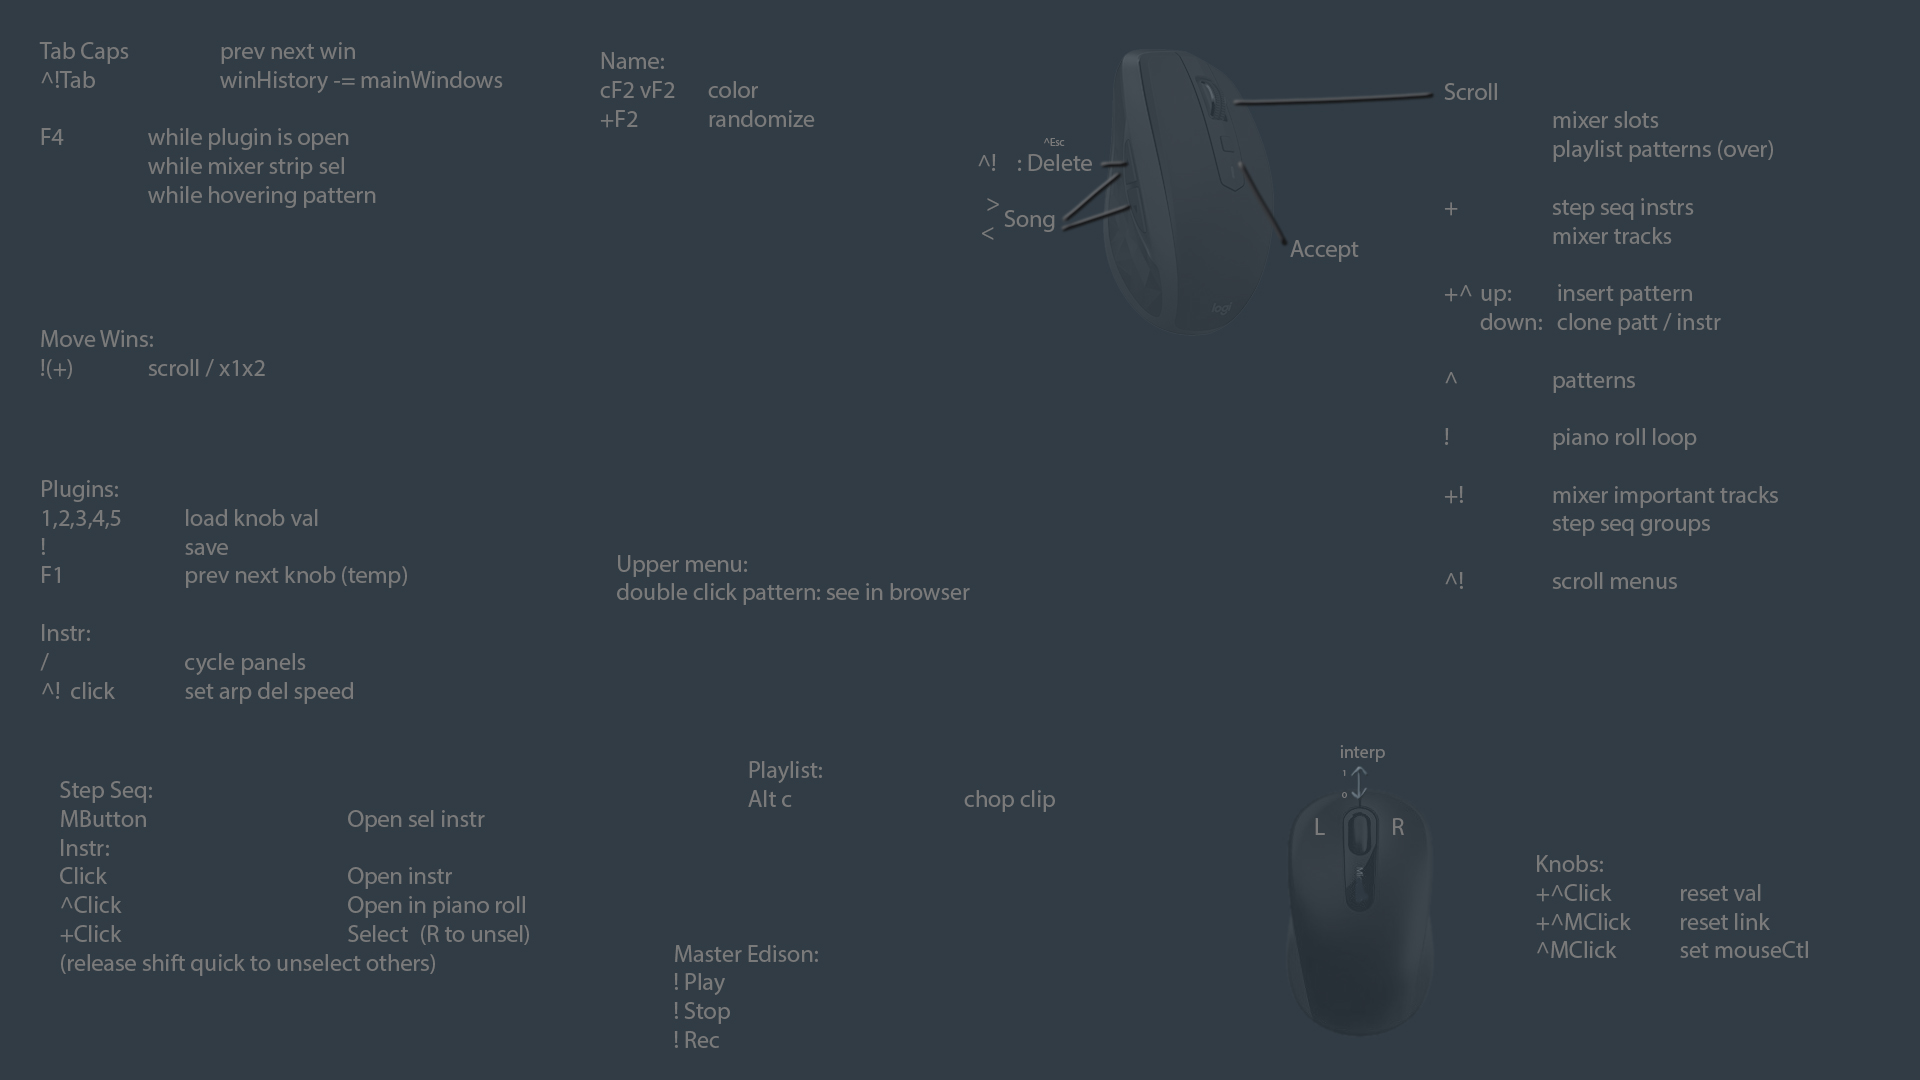 Tab Caps prev next win
^!Tab winHistory -= mainWindows
F4 while plugin is open
while mixer strip sel
while hovering pattern
Move Wins:
!(+) scroll / x1x2
Plugins:
1,2,3,4,5 load knob val
! save
F1 prev next knob (temp)
Instr:
/ cycle panels
^! click set arp del speed
Step Seq:
MButton Open sel instr
Instr:
Click Open instr
^Click Open in piano roll
+Click Select (R to unsel)
(release shift quick to unselect others)
Name:
cF2 vF2 color
+F2 randomize
Upper menu:
double click pattern: see in browser
Playlist:
Alt c chop clip
Master Edison:
! Play
! Stop
! Rec
^Esc
^! : Delete
>
Song
<
Accept
logi
Scroll
mixer slots
playlist patterns (over)
+ step seq instrs
mixer tracks
+^ up: insert pattern
down: clone patt / instr
^ patterns
! piano roll loop
+! mixer important tracks
step seq groups
^! scroll menus
interp
1
0
L R
Knobs:
+^Click reset val
+^MClick reset link
^MClick set mouseCtl